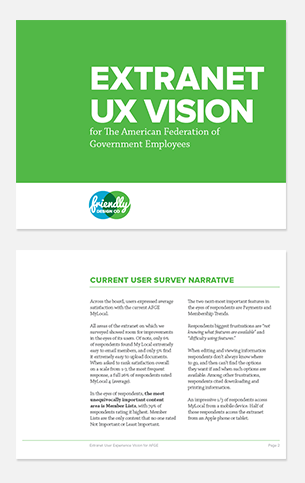 EXTRANET
UX VISION
for The American Federation of
Government Employees
friendly
DESIGN CO
CURRENT USER SURVEY NARRATIVE
Across the board, users expressed average
satisfaction with the current AFGE
MyLocal.
All areas of the extranet on which we
surveyed showed room for improvements
in the eyes of its users. Of note, only 6%
of respondents found My Local extremely
easy to email members, and only 5% find
it extremely easy to upload documents.
When asked to rank satisfaction overall
on a scale from 1-5, the most frequent
response, a full 26% of respondents rated
MyLocal 4 (average).
In the eyes of respondents, the most
unequivocally important content
area is Member Lists, with 79% of
respondents rating it highest. Member
Lists are the only content that no one rated
Not Important or Least Important.
The two next-most important features in
the eyes of respondents are Payments and
Membership Trends.
Respondents biggest frustrations are "not
knowing what features are available" and
"difficulty using features."
When editing and viewing information
respondents don't always know where
to go, and then can't find the options
they want if and when such options are
available. Among other frustrations,
respondents cited downloading and
printing information.
An impressive 1/3 of respondents access
MyLocal from a mobile device. Half of
these respondents access the extranet
from an Apple phone or tablet.
Extranet User Experience Vision for AFGE
Page 2